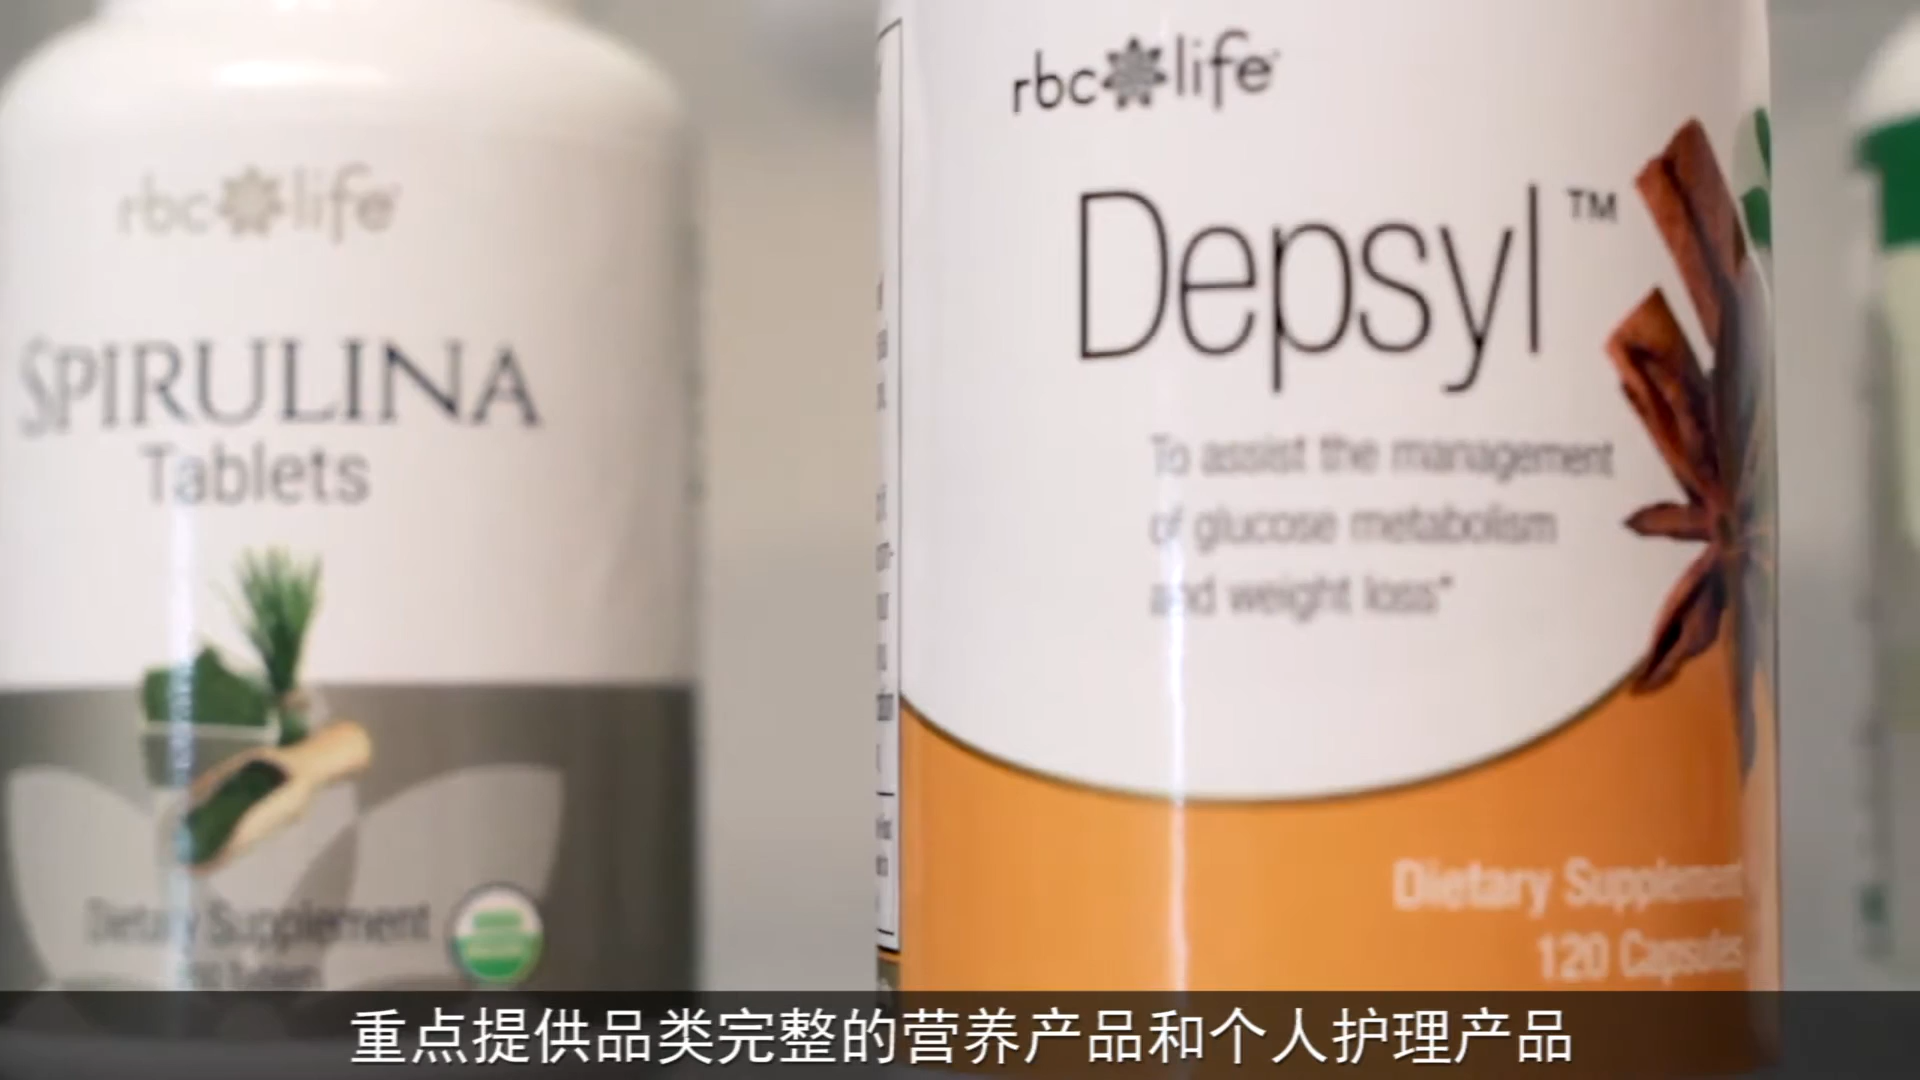 rbc life
SPIRULINA
Tablets
Dietary Supplement
rbc life
Depsyl™
To assist the management
of glucose metabolism
and weight loss*
Dietary Supplement
120 Capsules
重点提供品类完整的营养产品和个人护理产品